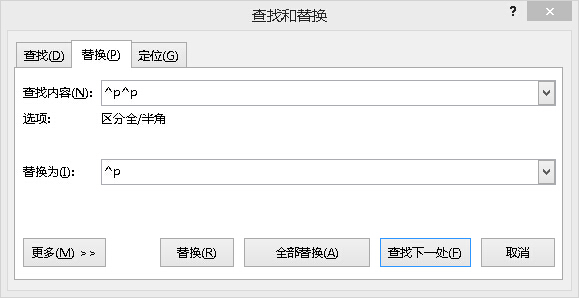 查找和替换
? ×
查找(D) 替换(P) 定位(G)
查找内容(N): ^p^p
选项: 区分全/半角
替换为(I): ^p
更多(M) >> 替换(R) 全部替换(A) 查找下一处(F) 取消